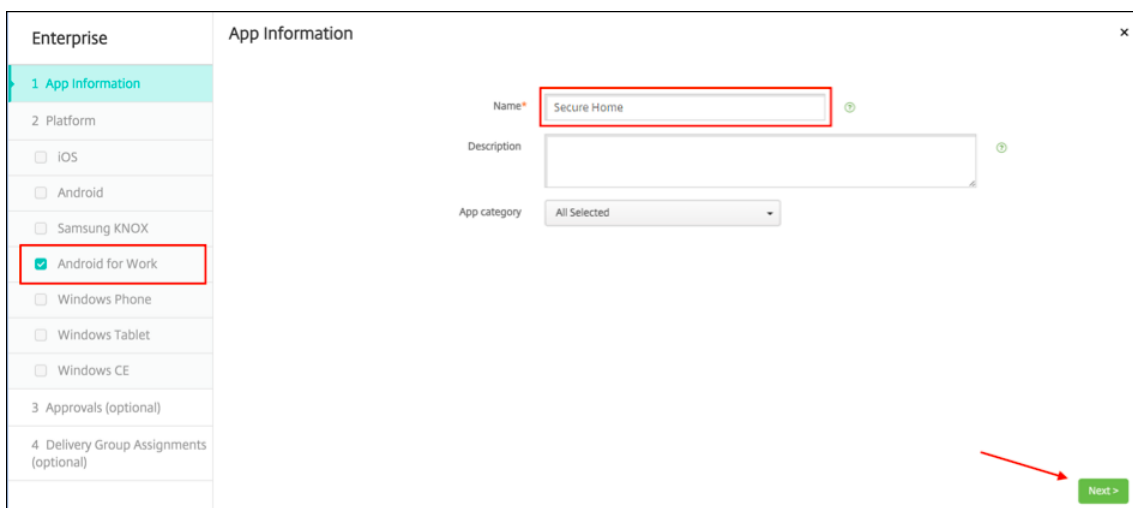 Enterprise
App Information
×
1 App Information
2 Platform
iOS
Android
Samsung KNOX
Android for Work
Windows Phone
Windows Tablet
Windows CE
3 Approvals (optional)
4 Delivery Group Assignments
(optional)
Name*
Secure Home
?
Description
?
App category
All Selected
Next >